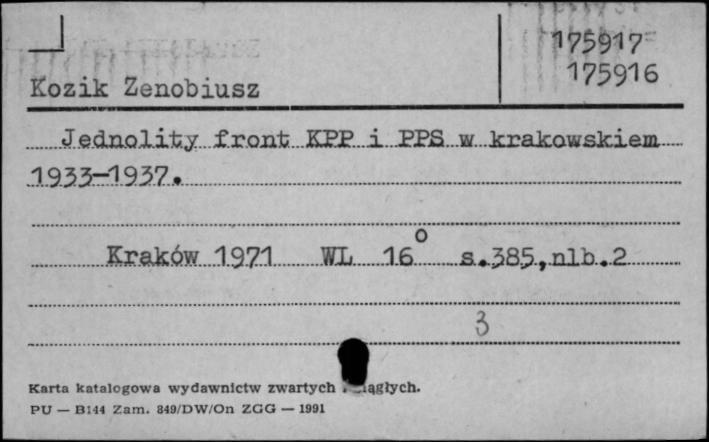 175917
175916
Kozik Zenobiusz
Jednolity front KPP i PPS w krakowskiem
1933-1937.
Kraków 1971 WL 16° s.385,nlb.2
3
Karta katalogowa wydawnictw zwartych
PU — B144 Zam. 849/DW/On ZGG — 1991